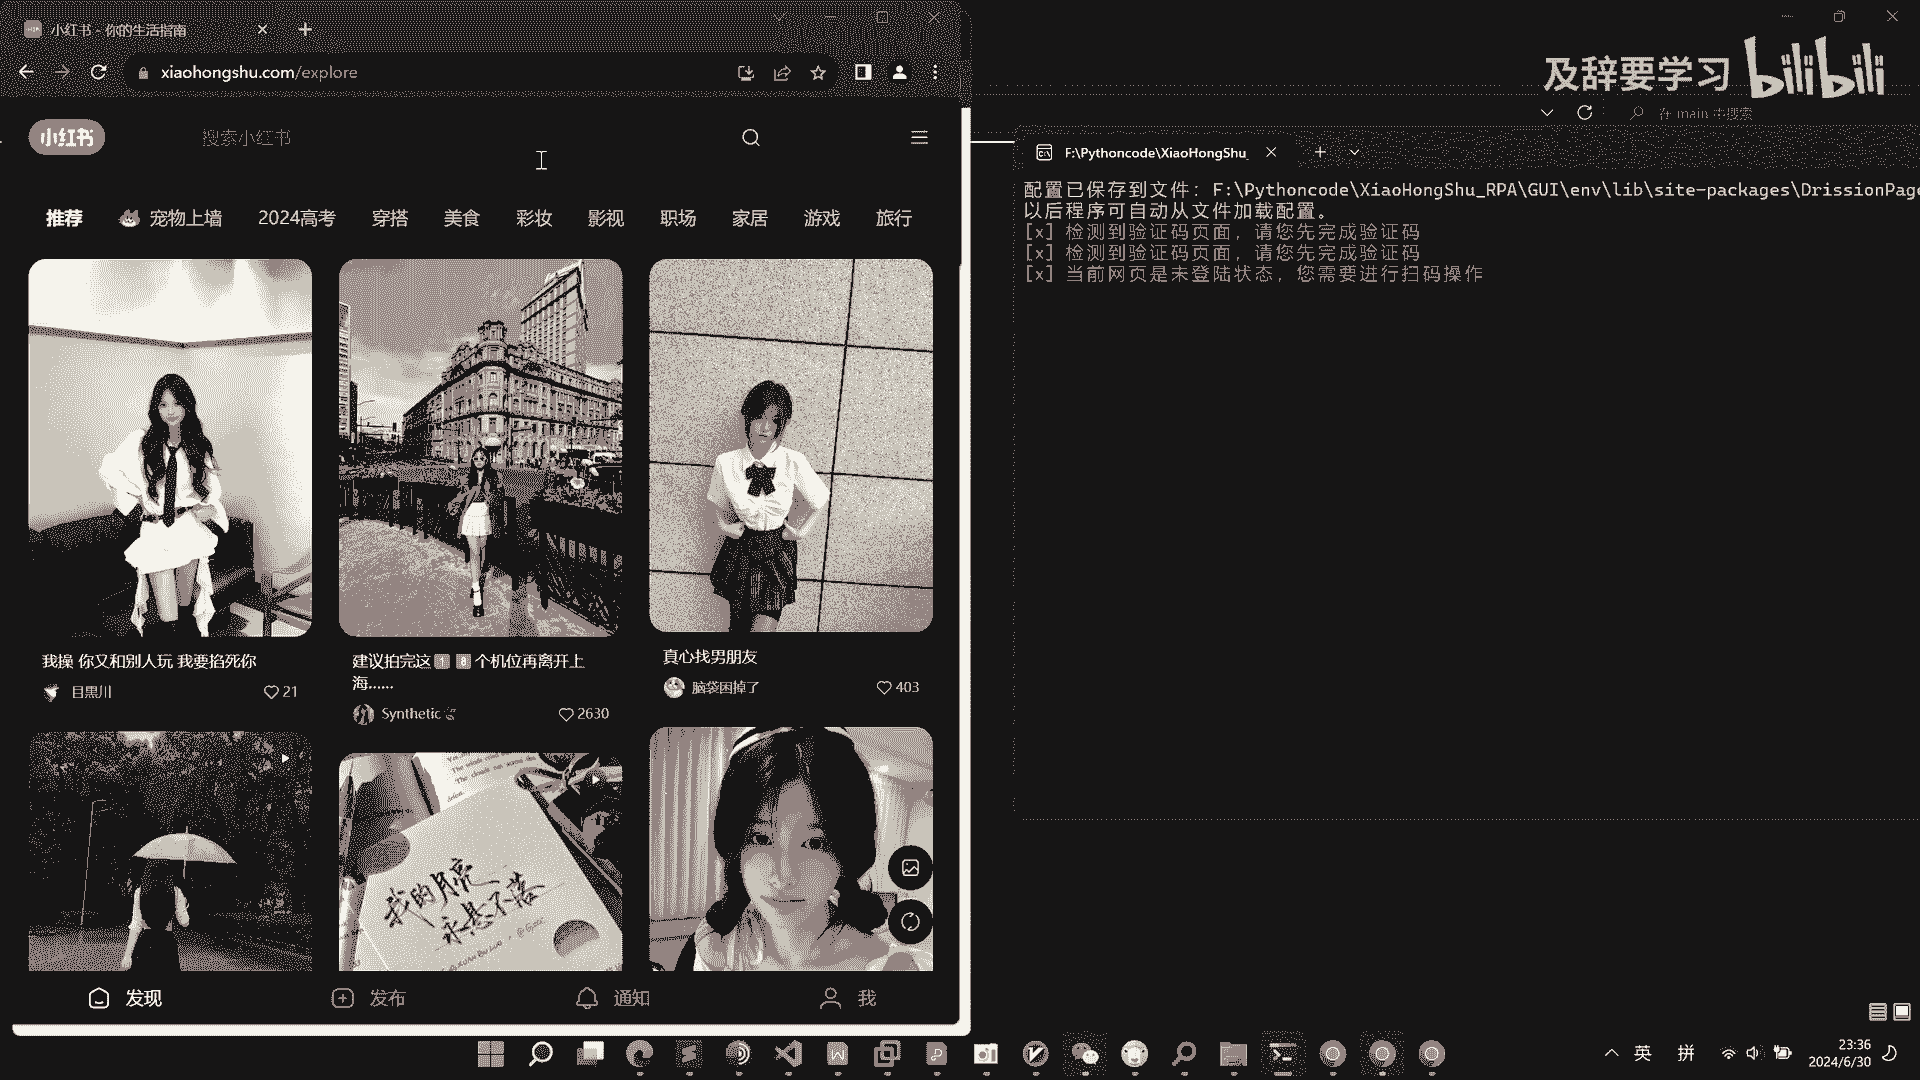 小红书 - 你的生活指南
xiaohongshu.com/explore
及辞要学习 bilibili
在 main 中搜索
小红书
搜索小红书
F:\Pythoncode\XiaoHongShu_
配置已保存到文件：F:\Pythoncode\XiaoHongShu_RPA\GUI\env\lib\site-packages\DrissionPage
以后程序可自动从文件加载配置。
[x] 检测到验证码页面，请您先完成验证码
[x] 检测到验证码页面，请您先完成验证码
[x] 当前网页是未登陆状态，您需要进行扫码操作
推荐 宠物上墙 2024高考 穿搭 美食 彩妆 影视 职场 家居 游戏 旅行
我操 你又和别人玩 我要掐死你
目黒川 21
建议拍完这1️⃣8️⃣个机位再离开上
海......
Synthetic 2630
真心找男朋友
脑袋困掉了 403
我的月亮
永悬不落
发现 发布 通知 我
英 拼
23:36
2024/6/30